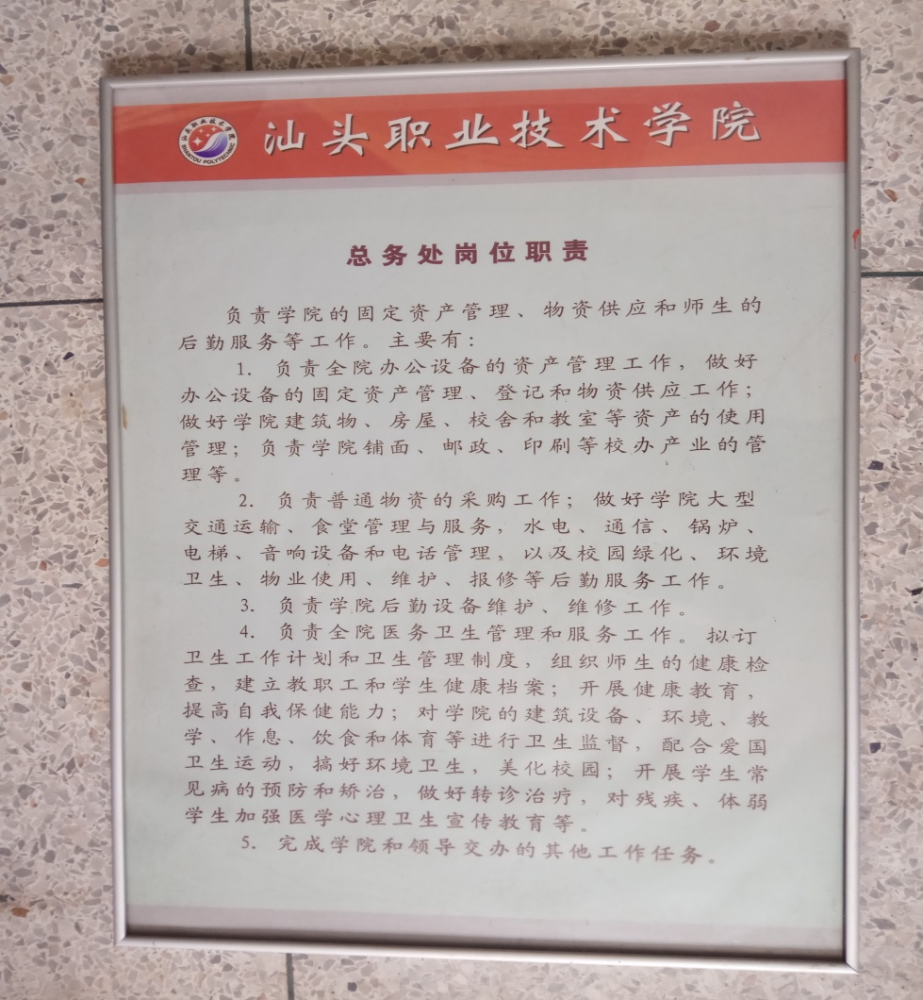 汕头职业技术学院
汕头职业技术学院
SHANTOU POLYTECHNIC
总务处岗位职责
负责学院的固定资产管理、物资供应和师生的
后勤服务等工作。主要有：
1. 负责全院办公设备的资产管理工作，做好
办公设备的固定资产管理、登记和物资供应工作；
做好学院建筑物、房屋、校舍和教室等资产的使用
管理；负责学院铺面、邮政、印刷等校办产业的管
理等。
2. 负责普通物资的采购工作；做好学院大型
交通运输、食堂管理与服务，水电、通信、锅炉、
电梯、音响设备和电话管理，以及校园绿化、环境
卫生、物业使用、维护、报修等后勤服务工作。
3. 负责学院后勤设备维护、维修工作。
4. 负责全院医务卫生管理和服务工作。拟订
卫生工作计划和卫生管理制度，组织师生的健康检
查，建立教职工和学生健康档案；开展健康教育，
提高自我保健能力；对学院的建筑设备、环境、教
学、作息、饮食和体育等进行卫生监督，配合爱国
卫生运动，搞好环境卫生，美化校园；开展学生常
见病的预防和矫治，做好转诊治疗，对残疾、体弱
学生加强医学心理卫生宣传教育等。
5. 完成学院和领导交办的其他工作任务。